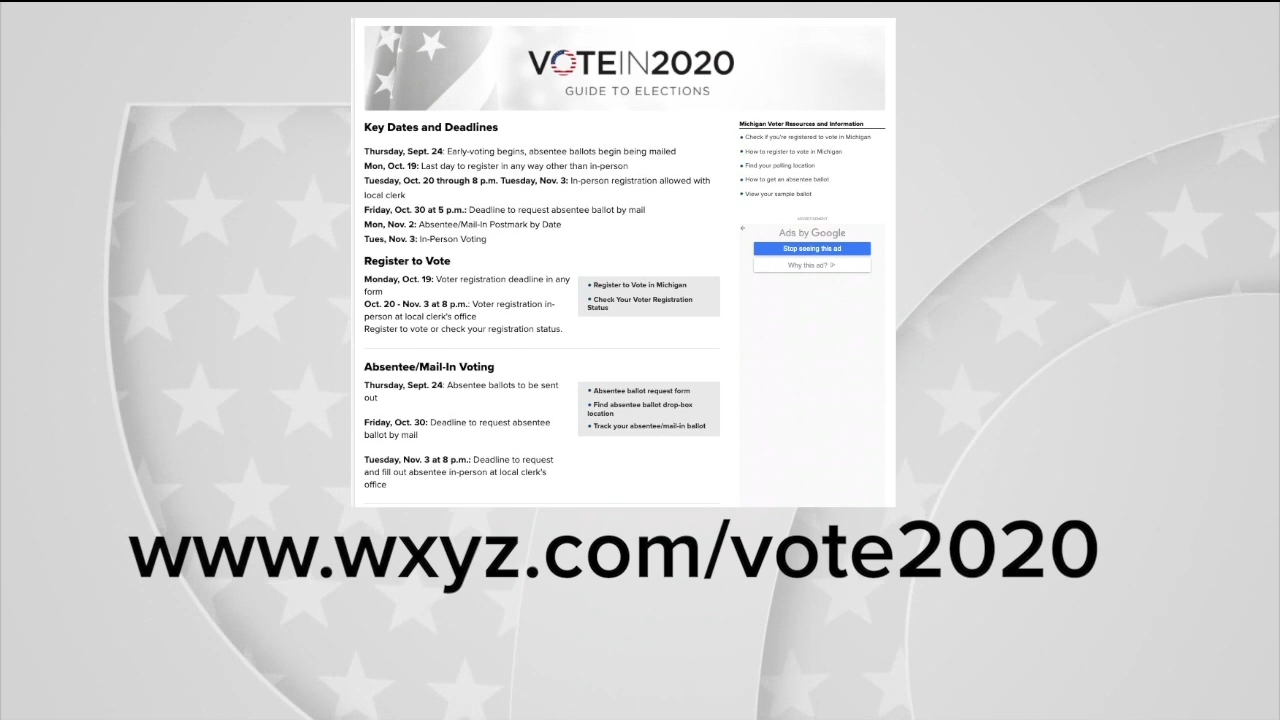 VOTEIN2020
GUIDE TO ELECTIONS
Key Dates and Deadlines
Thursday, Sept. 24: Early-voting begins, absentee ballots begin being mailed
Mon, Oct. 19: Last day to register in any way other than in-person
Tuesday, Oct. 20 through 8 p.m. Tuesday, Nov. 3: In-person registration allowed with
local clerk
Friday, Oct. 30 at 5 p.m.: Deadline to request absentee ballot by mail
Mon, Nov. 2: Absentee/Mail-In Postmark by Date
Tues, Nov. 3: In-Person Voting
Register to Vote
Monday, Oct. 19: Voter registration deadline in any
form
Oct. 20 - Nov. 3 at 8 p.m.: Voter registration in-
person at local clerk's office
Register to vote or check your registration status.
• Register to Vote in Michigan
• Check Your Voter Registration
Status
Absentee/Mail-In Voting
Thursday, Sept. 24: Absentee ballots to be sent
out
Friday, Oct. 30: Deadline to request absentee
ballot by mail
Tuesday, Nov. 3 at 8 p.m.: Deadline to request
and fill out absentee in-person at local clerk's
office
• Absentee ballot request form
• Find absentee ballot drop-box
location
• Track your absentee/mail-in ballot
Michigan Voter Resources and Information
• Check if you're registered to vote in Michigan
• How to register to vote in Michigan
• Find your polling location
• How to get an absentee ballot
• View your sample ballot
ADVERTISEMENT
Ads by Google
Stop seeing this ad
Why this ad?
www.wxyz.com/vote2020